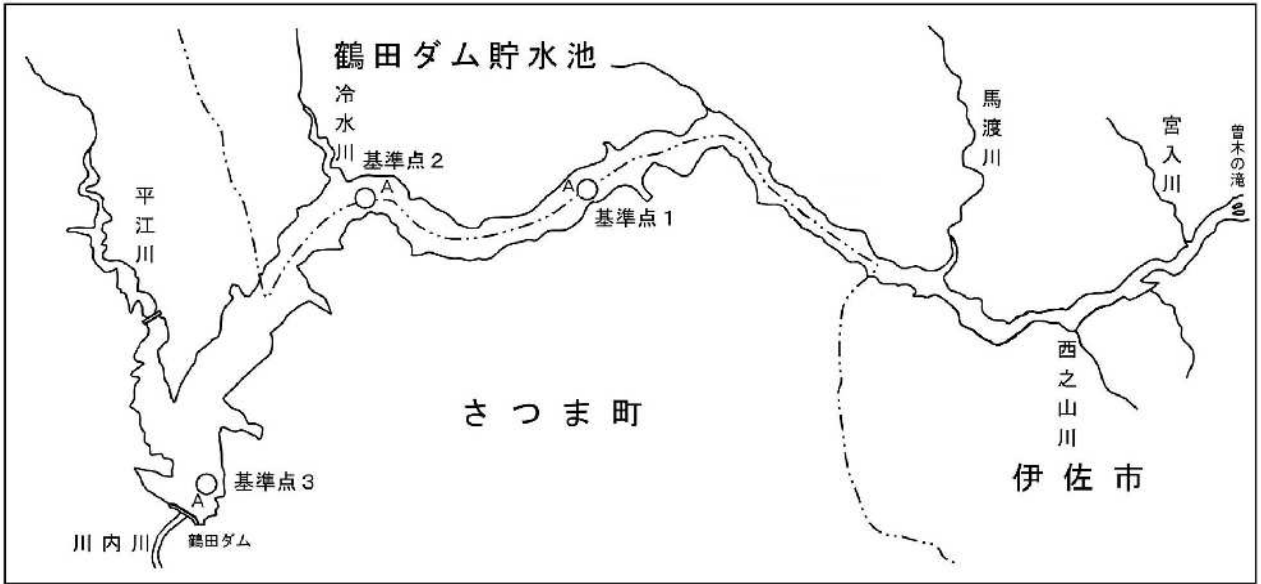 鶴田ダム貯水池
冷水川
馬渡川
宮入川
曽木の滝
基準点2
A
平江川
A
基準点1
西之山川
さつま町
伊佐市
基準点3
A
川内川
鶴田ダム